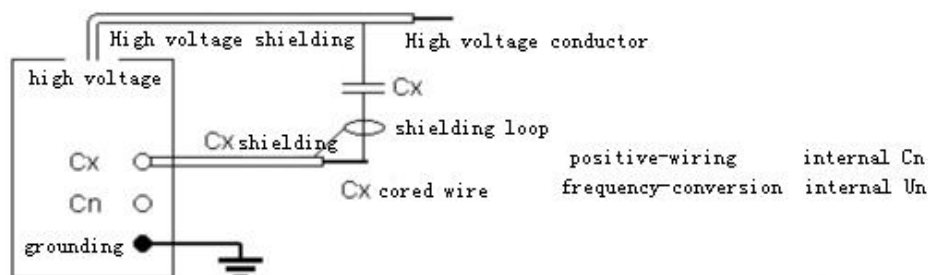 High voltage shielding
High voltage conductor
high voltage
Cx
shielding loop
Cx shielding
Cx
positive-wiring internal Cn
Cx cored wire
frequency-conversion internal Un
Cn
grounding